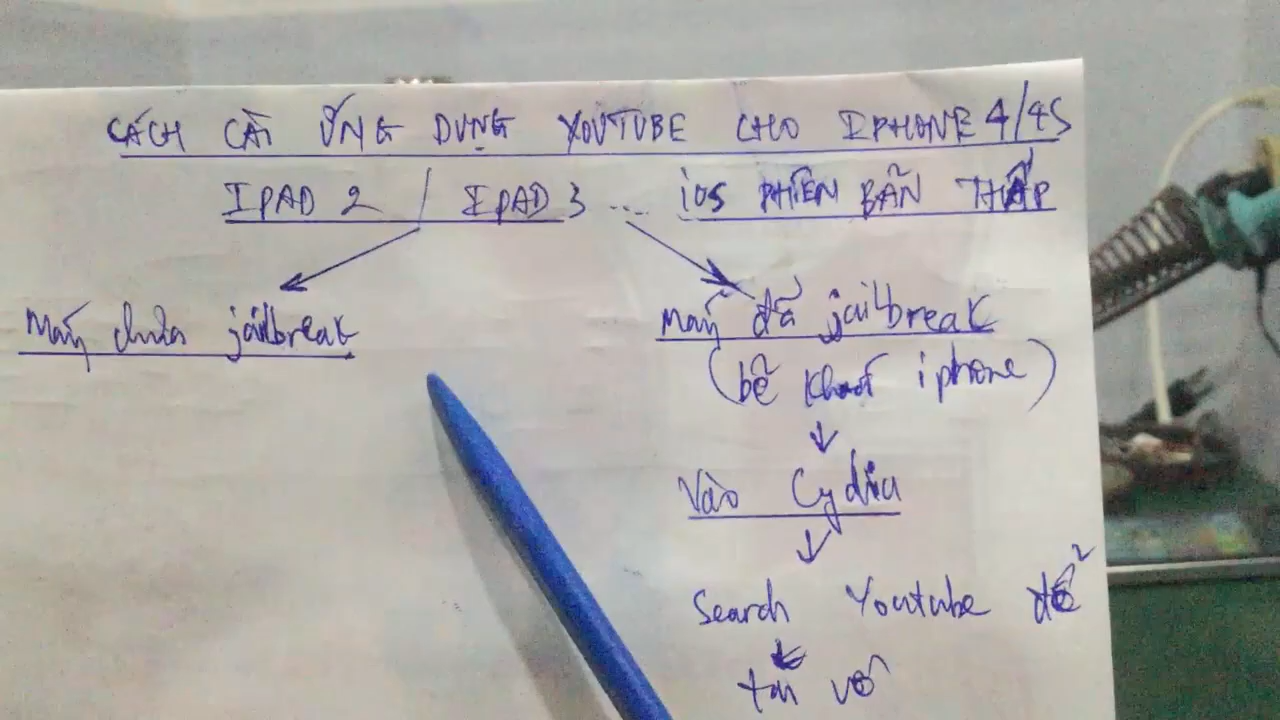 CÁCH CÀI ỨNG DỤNG YOUTUBE CHO IPHONE 4/4S
IPAD 2 / IPAD 3 ... iOS PHIÊN BẢN THẤP
Máy chưa jailbreak
Máy đã jailbreak
(bẻ khoá iphone)
Vào Cydia
Search Youtube để
tải về